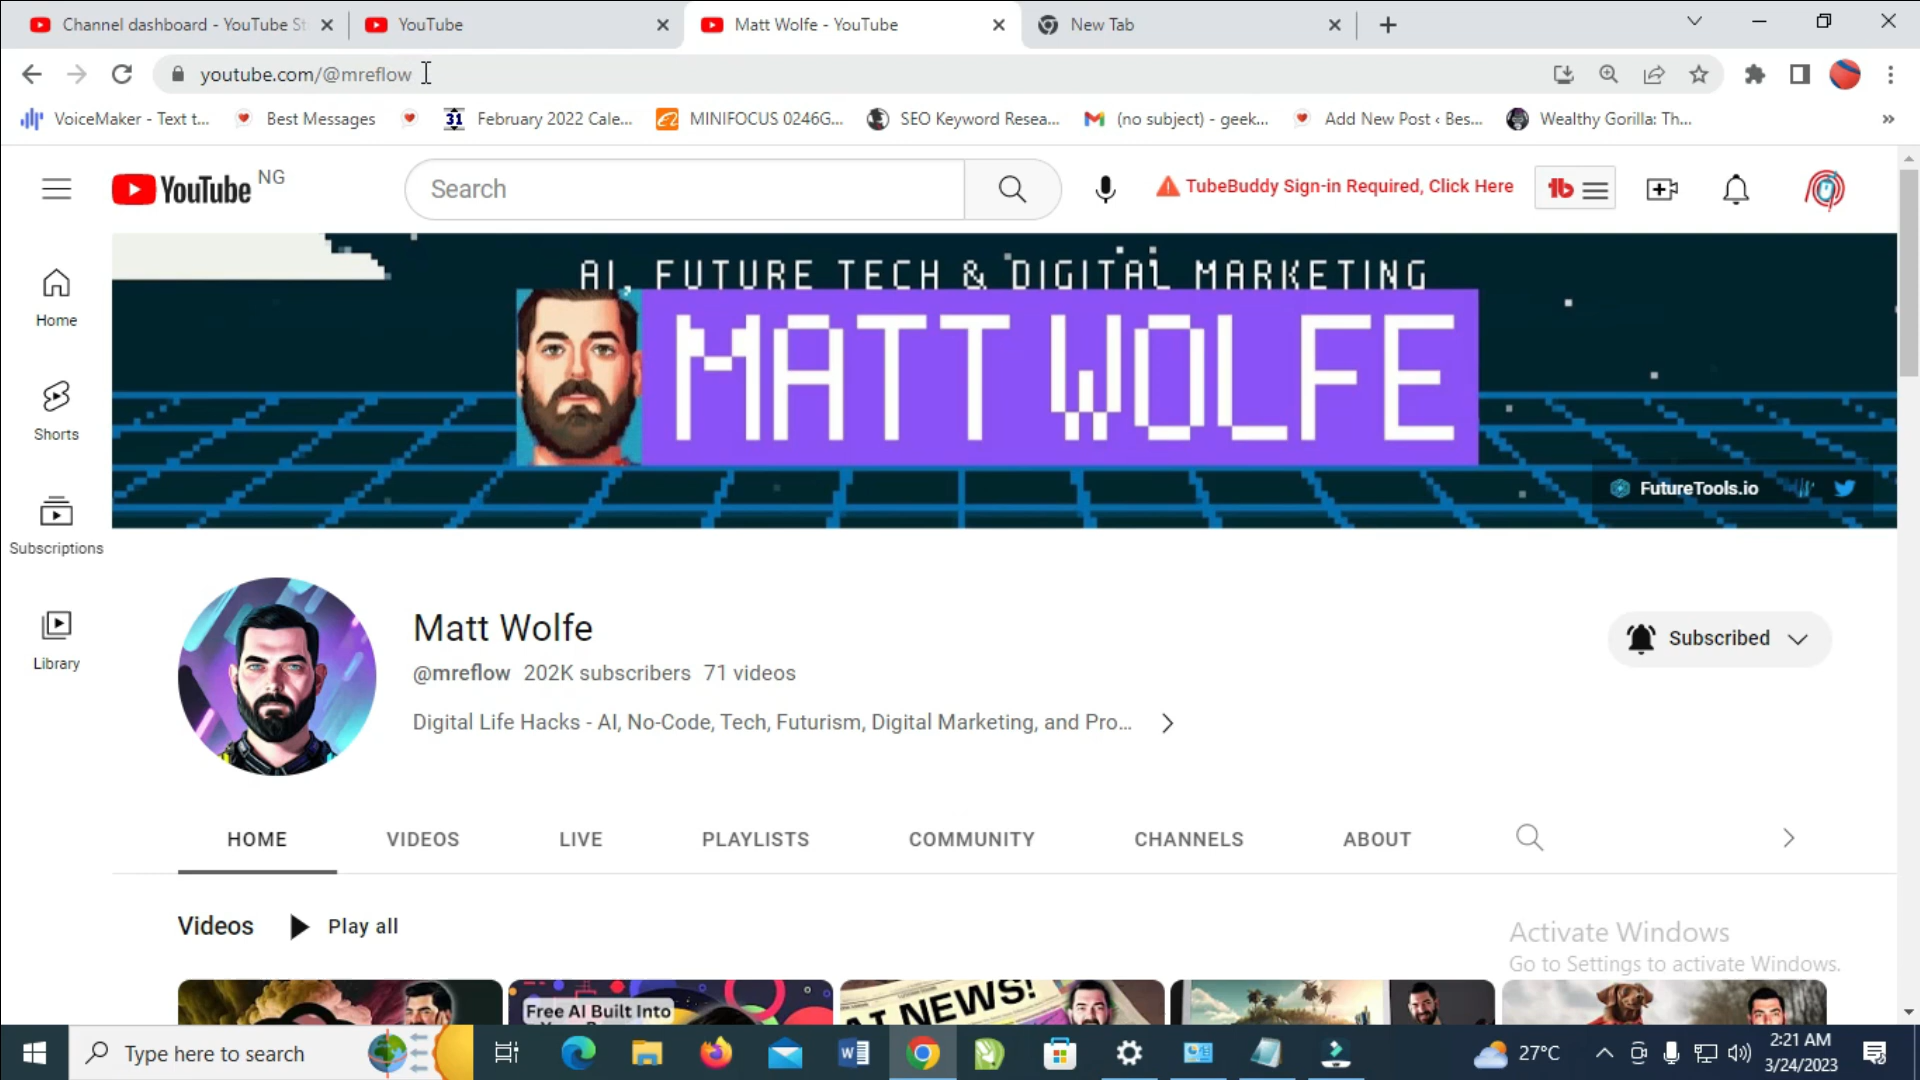 Channel dashboard - YouTube St
YouTube
Matt Wolfe - YouTube
New Tab
youtube.com/@mreflow
VoiceMaker - Text t...
Best Messages
31
February 2022 Cale...
MINIFOCUS 0246G...
SEO Keyword Resea...
(no subject) - geek...
Add New Post ‹ Bes...
Wealthy Gorilla: Th...
»
YouTube NG
Search
TubeBuddy Sign-in Required, Click Here
tb
Home
Shorts
Subscriptions
Library
AI, FUTURE TECH & DIGITAL MARKETING
MATT WOLFE
FutureTools.io
Matt Wolfe
@mreflow 202K subscribers 71 videos
Digital Life Hacks - AI, No-Code, Tech, Futurism, Digital Marketing, and Pro...
Subscribed
HOME
VIDEOS
LIVE
PLAYLISTS
COMMUNITY
CHANNELS
ABOUT
Videos
Play all
Activate Windows
Go to Settings to activate Windows.
Free AI Built Into
AI NEWS!
Type here to search
27°C
2:21 AM
3/24/2023